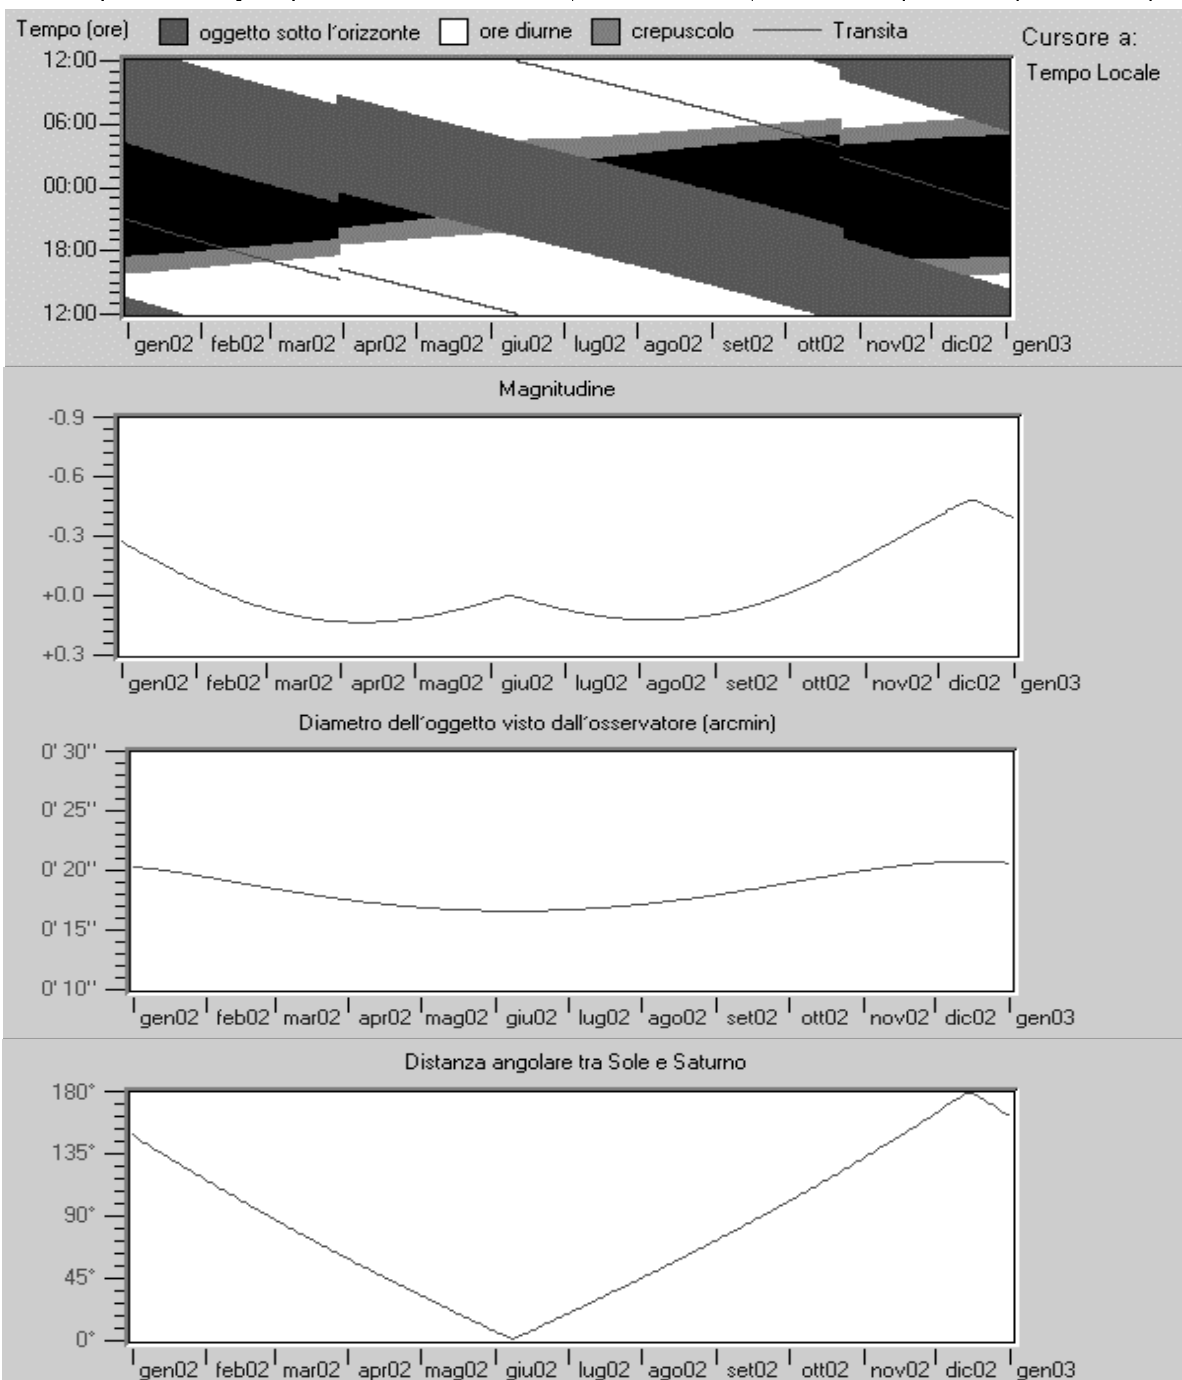 Tempo (ore) oggetto sotto l'orizzonte ore diurne crepuscolo Transita Cursore a:
Tempo Locale
12:00
06:00
00:00
18:00
12:00
gen02 feb02 mar02 apr02 mag02 giu02 lug02 ago02 set02 ott02 nov02 dic02 gen03
Magnitudine
-0.9
-0.6
-0.3
+0.0
+0.3
gen02 feb02 mar02 apr02 mag02 giu02 lug02 ago02 set02 ott02 nov02 dic02 gen03
Diametro dell'oggetto visto dall'osservatore (arcmin)
0' 30''
0' 25''
0' 20''
0' 15''
0' 10''
gen02 feb02 mar02 apr02 mag02 giu02 lug02 ago02 set02 ott02 nov02 dic02 gen03
Distanza angolare tra Sole e Saturno
180°
135°
90°
45°
0°
gen02 feb02 mar02 apr02 mag02 giu02 lug02 ago02 set02 ott02 nov02 dic02 gen03